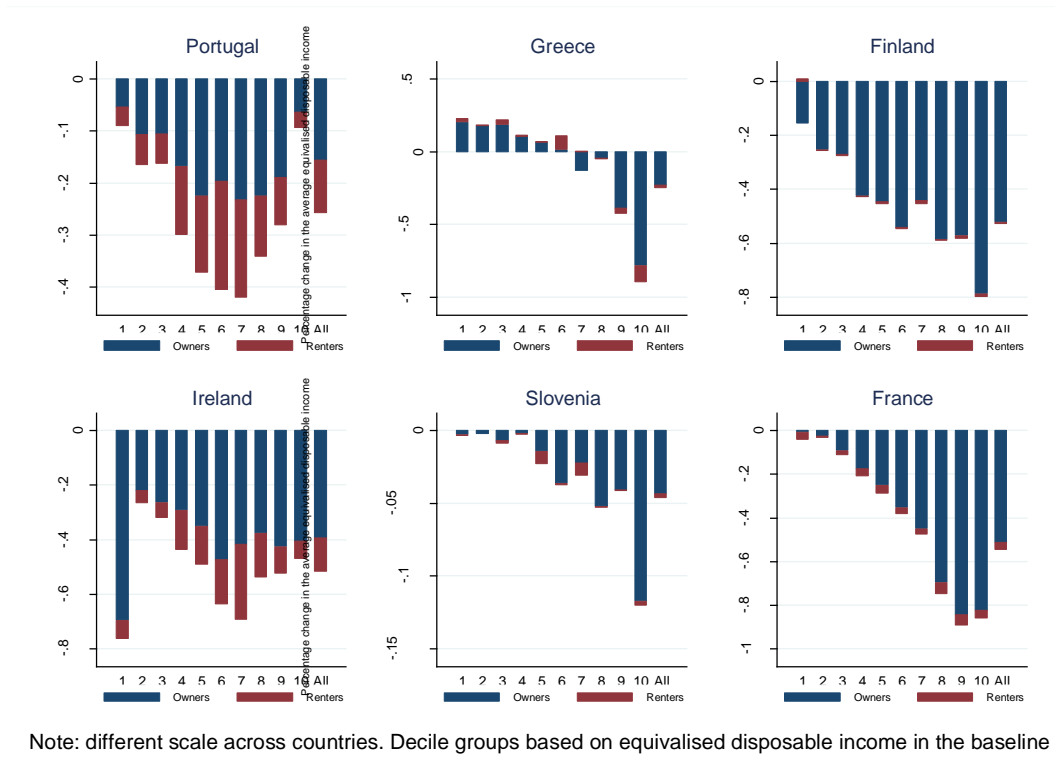 Portugal
Percentage change in the average equivalised disposable income
0
-.1
-.2
-.3
-.4
1 2 3 4 5 6 7 8 9 10 All
Owners Renters
Greece
.5
0
-.5
-1
1 2 3 4 5 6 7 8 9 10 All
Owners Renters
Finland
0
-.2
-.4
-.6
-.8
1 2 3 4 5 6 7 8 9 10 All
Owners Renters
Ireland
Percentage change in the average equivalised disposable income
0
-.2
-.4
-.6
-.8
1 2 3 4 5 6 7 8 9 10 All
Owners Renters
Slovenia
0
-.05
-.1
-.15
1 2 3 4 5 6 7 8 9 10 All
Owners Renters
France
0
-.2
-.4
-.6
-.8
-1
1 2 3 4 5 6 7 8 9 10 All
Owners Renters
Note: different scale across countries. Decile groups based on equivalised disposable income in the baseline